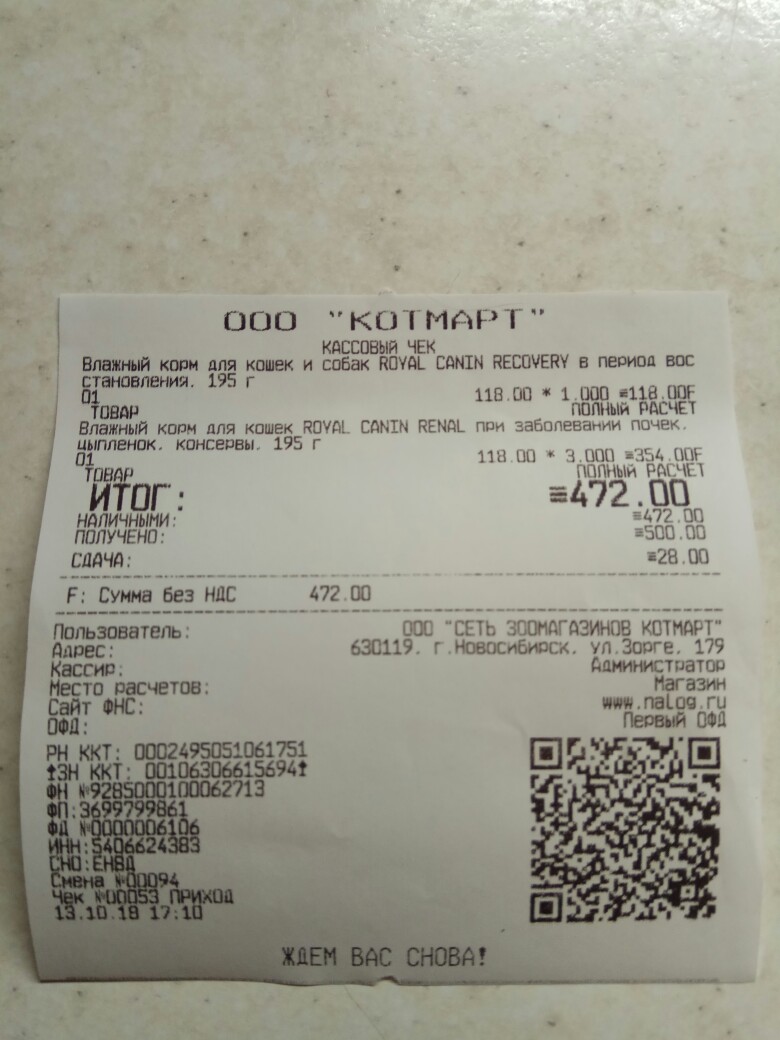 ООО "КОТМАРТ"
КАССОВЫЙ ЧЕК
Влажный корм для кошек и собак ROYAL CANIN RECOVERY в период вос
становления. 195 г
01 118.00 * 1.000 ≡118.00F
ТОВАР ПОЛНЫЙ РАСЧЕТ
Влажный корм для кошек ROYAL CANIN RENAL при заболевании почек.
цыпленок. консервы. 195 г
01 118.00 * 3.000 ≡354.00F
ТОВАР ПОЛНЫЙ РАСЧЕТ
ИТОГ: ≡472.00
НАЛИЧНЫМИ: ≡472.00
ПОЛУЧЕНО: ≡500.00
СДАЧА: ≡28.00
F: Сумма без НДС 472.00
Пользователь: ООО "СЕТЬ ЗООМАГАЗИНОВ КОТМАРТ"
Адрес: 630119. г.Новосибирск. ул.Зорге. 179
Кассир: Администратор
Место расчетов: Магазин
Сайт ФНС: www.nalog.ru
ОФД: Первый ОФД
РН ККТ: 0002495051061751
↑ЗН ККТ: 00106306615694↑
ФН №9285000100062713
ФП:3699799861
ФД №0000006106
ИНН:5406624383
СНО:ЕНВД
Смена №00094
Чек №00053 ПРИХОД
13.10.18 17:10
ЖДЕМ ВАС СНОВА!